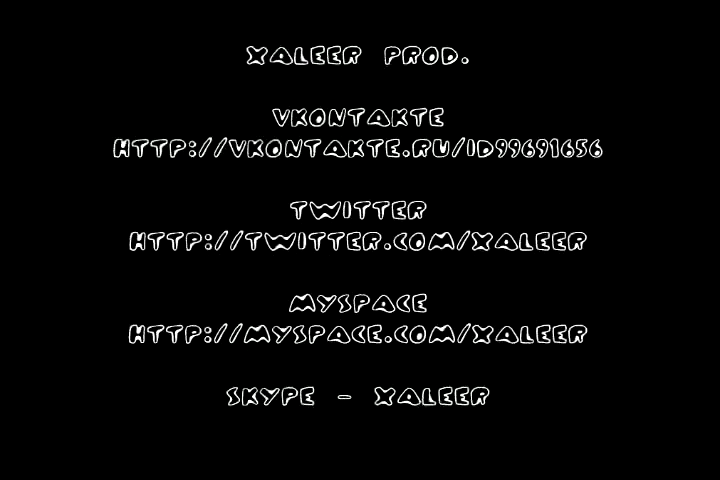 XALEER PROD.
VKONTAKTE
HTTP://VKONTAKTE.RU/ID99691656
TWITTER
HTTP://TWITTER.COM/XALEER
MYSPACE
HTTP://MYSPACE.COM/XALEER
SKYPE - XALEER